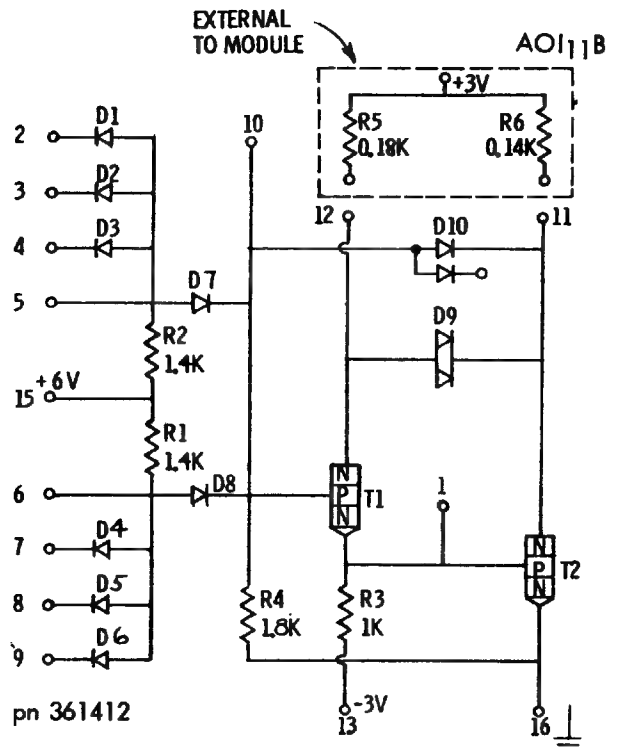 EXTERNAL
TO MODULE
AOI11B
+3V
R5
0.18K
R6
0.14K
2
D1
10
3
D2
4
D3
12
11
D10
5
D7
R2
1.4K
D9
15
+6V
R1
1.4K
6
D8
N
P
N
T1
1
7
D4
N
P
N
T2
8
D5
R4
1.8K
R3
1K
9
D6
pn 361412
-3V
13
16